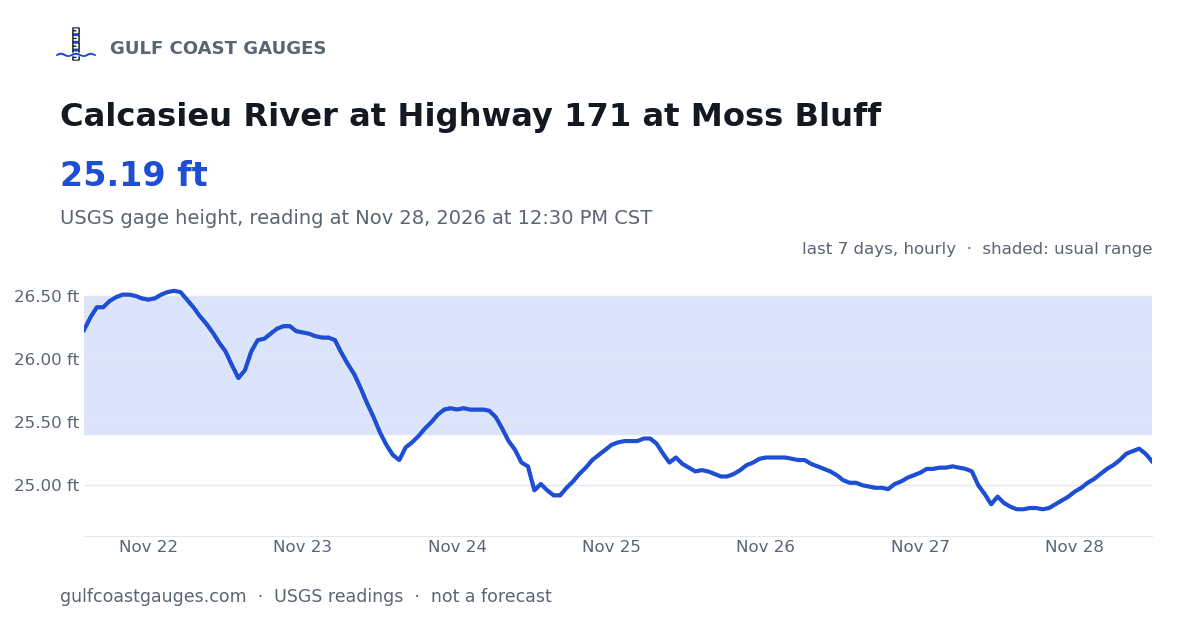 GULF COAST GAUGES
Calcasieu River at Highway 171 at Moss Bluff
25.19 ft
USGS gage height, reading at Nov 28, 2026 at 12:30 PM CST
last 7 days, hourly · shaded: usual range
26.50 ft
26.00 ft
25.50 ft
25.00 ft
Nov 22 Nov 23 Nov 24 Nov 25 Nov 26 Nov 27 Nov 28
gulfcoastgauges.com · USGS readings · not a forecast